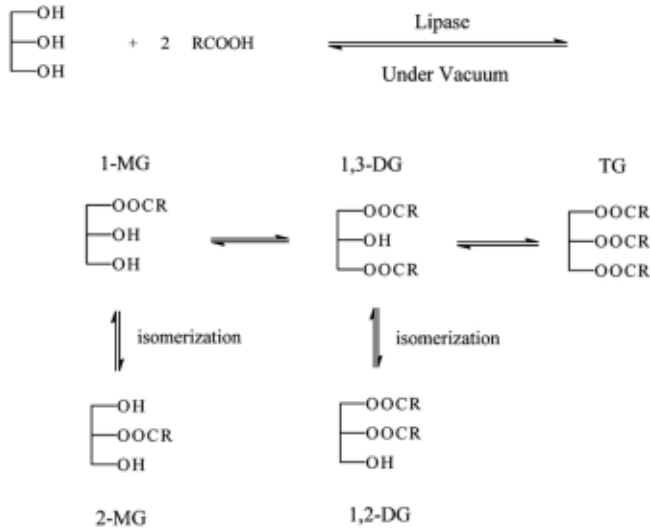 OH
OH + 2 RCOOH Lipase
OH Under Vacuum
1-MG 1,3-DG TG
OOCR OOCR OOCR
OH OH OOCR
OH OOCR OOCR
isomerization isomerization
OH OOCR
OOCR OOCR
OH OH
2-MG 1,2-DG